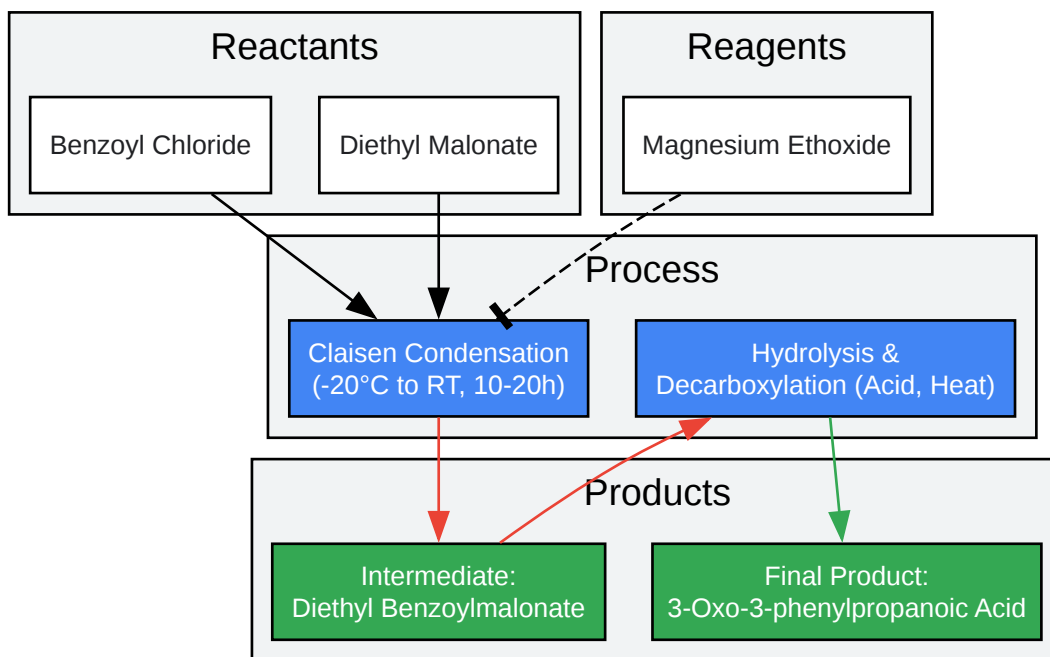 Reactants
Reagents
Benzoyl Chloride
Diethyl Malonate
Magnesium Ethoxide
Process
Claisen Condensation
(-20°C to RT, 10-20h)
Hydrolysis &
Decarboxylation (Acid, Heat)
Products
Intermediate:
Diethyl Benzoylmalonate
Final Product:
3-Oxo-3-phenylpropanoic Acid